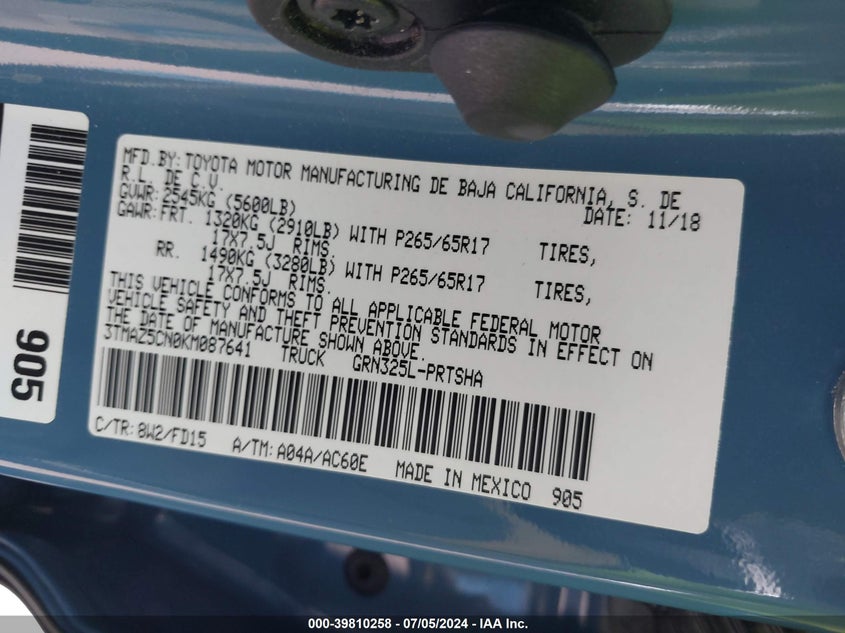 MFD.BY:TOYOTA MOTOR MANUFACTURING DE BAJA CALIFORNIA, S. DE
R.L. DE C.V. DATE: 11/18
GVWR: 2545KG (5600LB)
GAWR:FRT. 1320KG (2910LB) WITH P265/65R17 TIRES,
17X7.5J RIMS.
RR. 1490KG (3280LB) WITH P265/65R17 TIRES,
17X7.5J RIMS.
THIS VEHICLE CONFORMS TO ALL APPLICABLE FEDERAL MOTOR
VEHICLE SAFETY AND THEFT PREVENTION STANDARDS IN EFFECT ON
THE DATE OF MANUFACTURE SHOWN ABOVE.
3TMAZ5CN0KM087641 TRUCK GRN325L-PRTSHA
C/TR:8W2/FD15 A/TM:A04A/AC60E MADE IN MEXICO 905
905
000-39810258 - 07/05/2024 - IAA Inc.